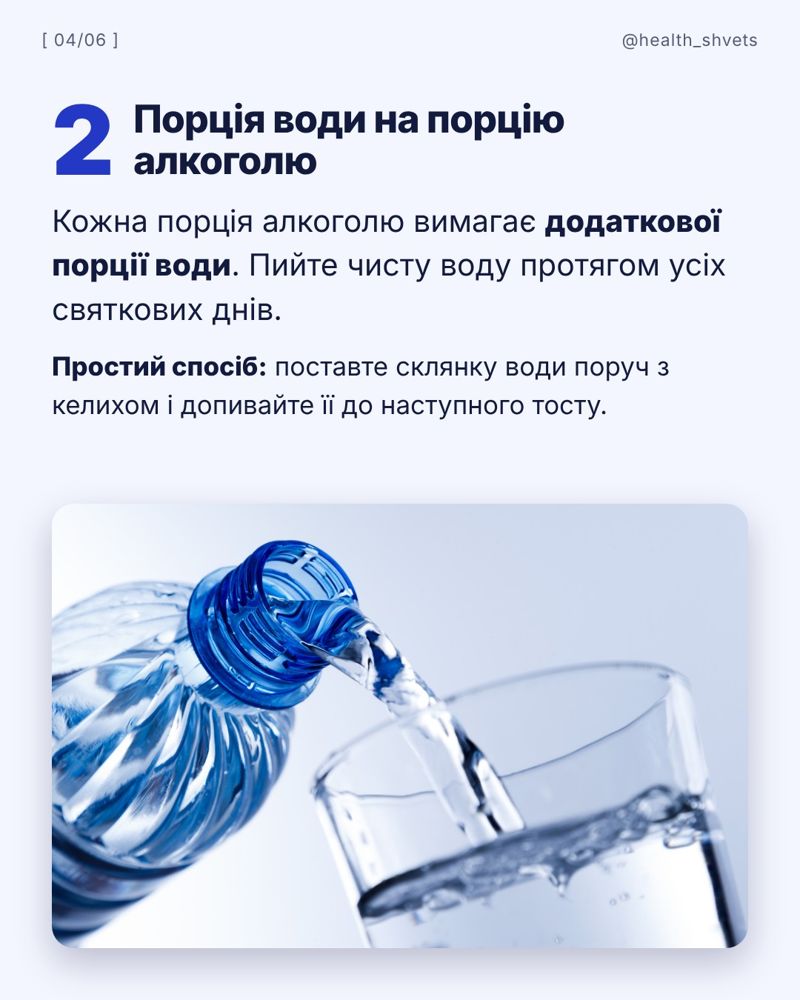 [ 04/06 ]
@health_shvets
2
Порція води на порцію
алкоголю
Кожна порція алкоголю вимагає додаткової
порції води. Пийте чисту воду протягом усіх
святкових днів.
Простий спосіб: поставте склянку води поруч з
келихом і допивайте її до наступного тосту.